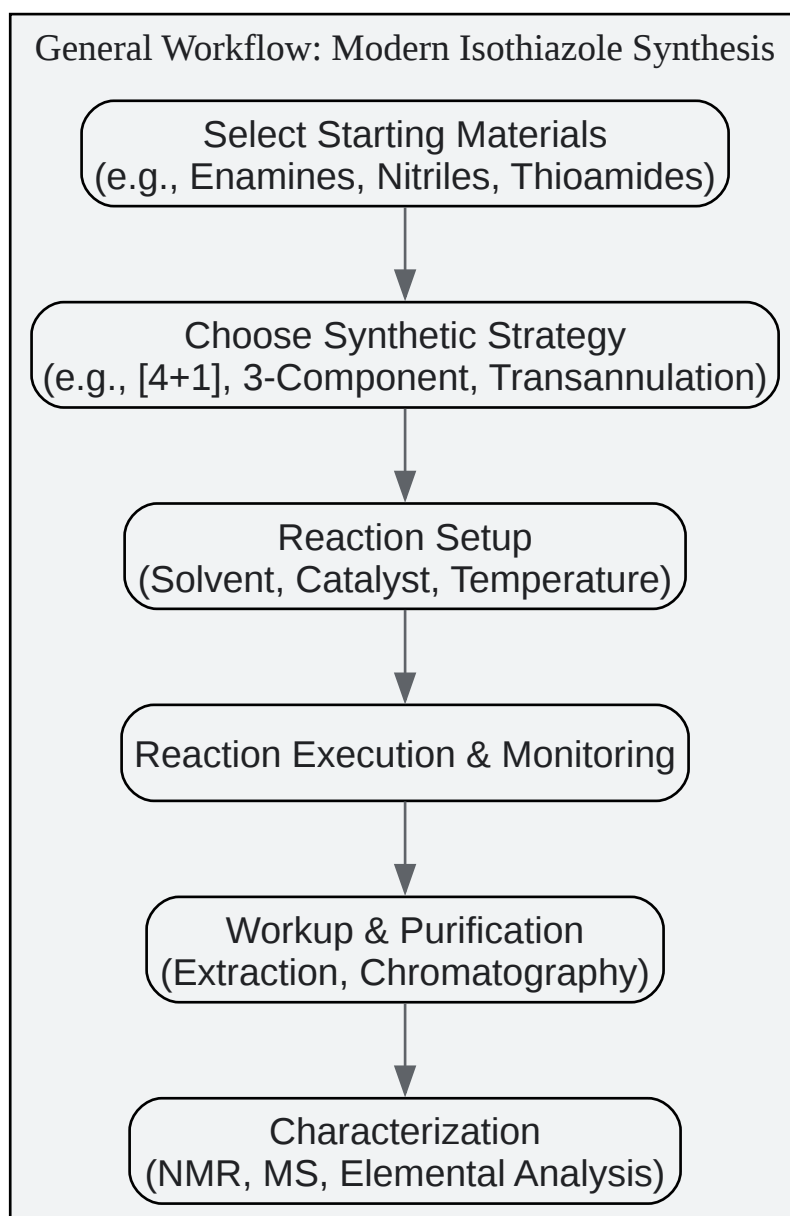 General Workflow: Modern Isothiazole Synthesis
Select Starting Materials
(e.g., Enamines, Nitriles, Thioamides)
Choose Synthetic Strategy
(e.g., [4+1], 3-Component, Transannulation)
Reaction Setup
(Solvent, Catalyst, Temperature)
Reaction Execution & Monitoring
Workup & Purification
(Extraction, Chromatography)
Characterization
(NMR, MS, Elemental Analysis)